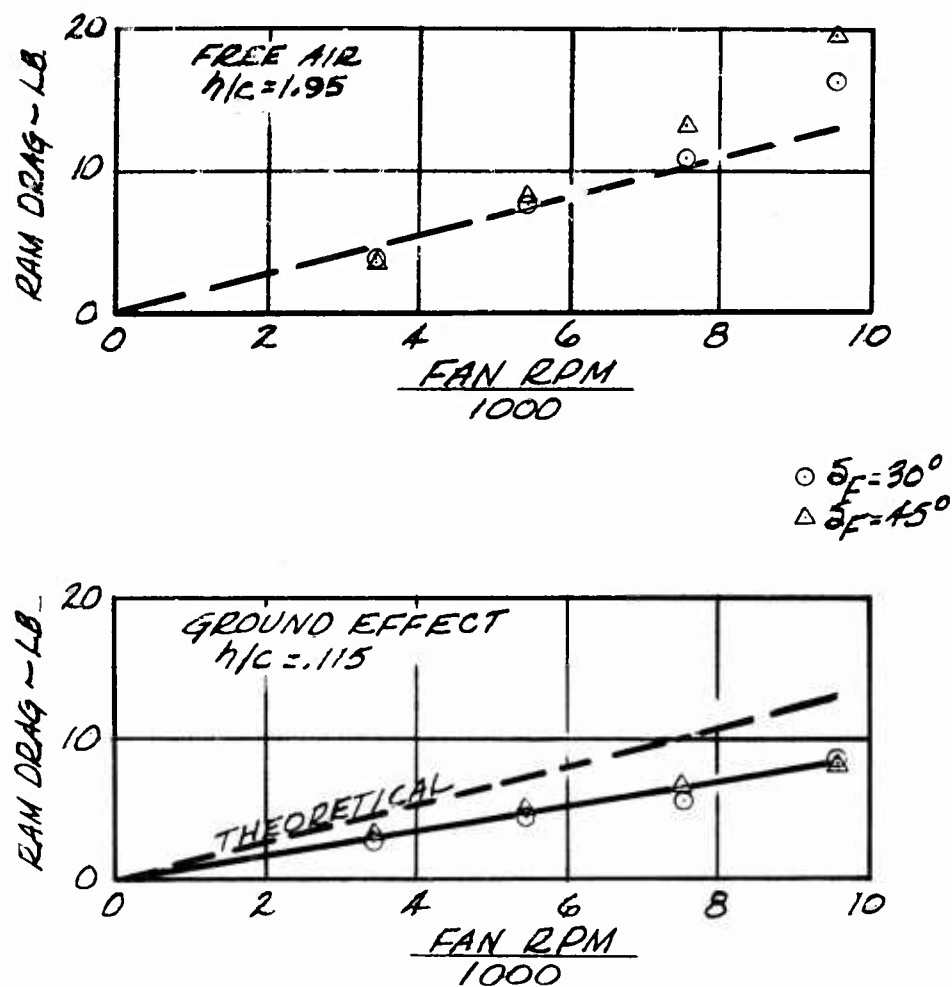 20
10
0
RAM DRAG ~ LB.
FREE AIR
h/c = 1.95
0 2 4 6 8 10
FAN RPM
1000
⊙ δF = 30°
△ δF = 45°
20
10
0
RAM DRAG ~ LB
GROUND EFFECT
h/c = .115
THEORETICAL
0 2 4 6 8 10
FAN RPM
1000